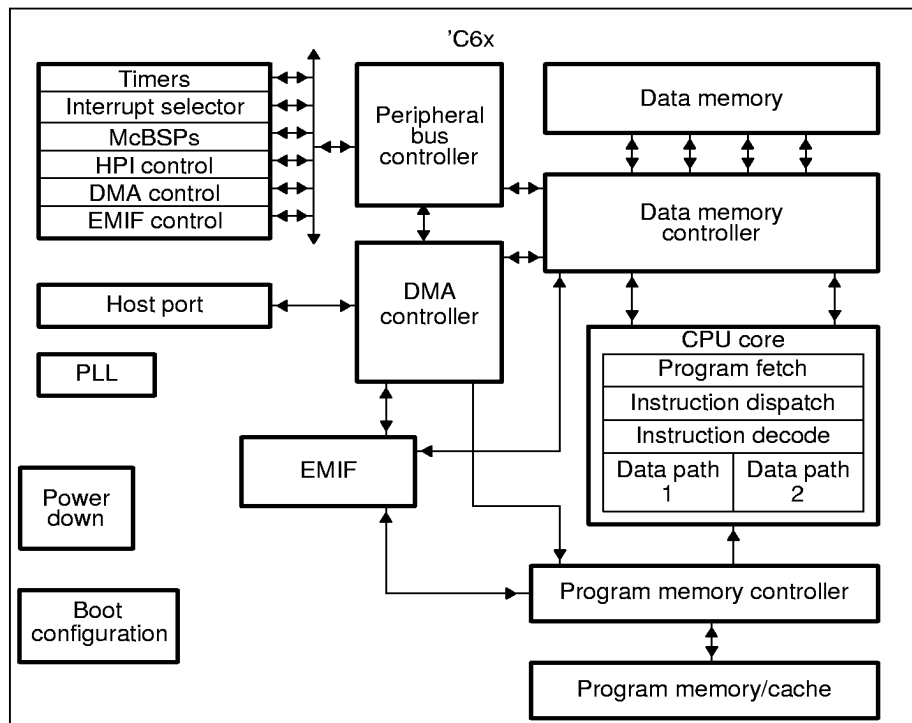 'C6x
Timers
Interrupt selector
McBSPs
HPI control
DMA control
EMIF control
Peripheral
bus
controller
Data memory
Data memory
controller
Host port
DMA
controller
PLL
CPU core
Program fetch
Instruction dispatch
Instruction decode
Data path
1
Data path
2
EMIF
Power
down
Boot
configuration
Program memory controller
Program memory/cache